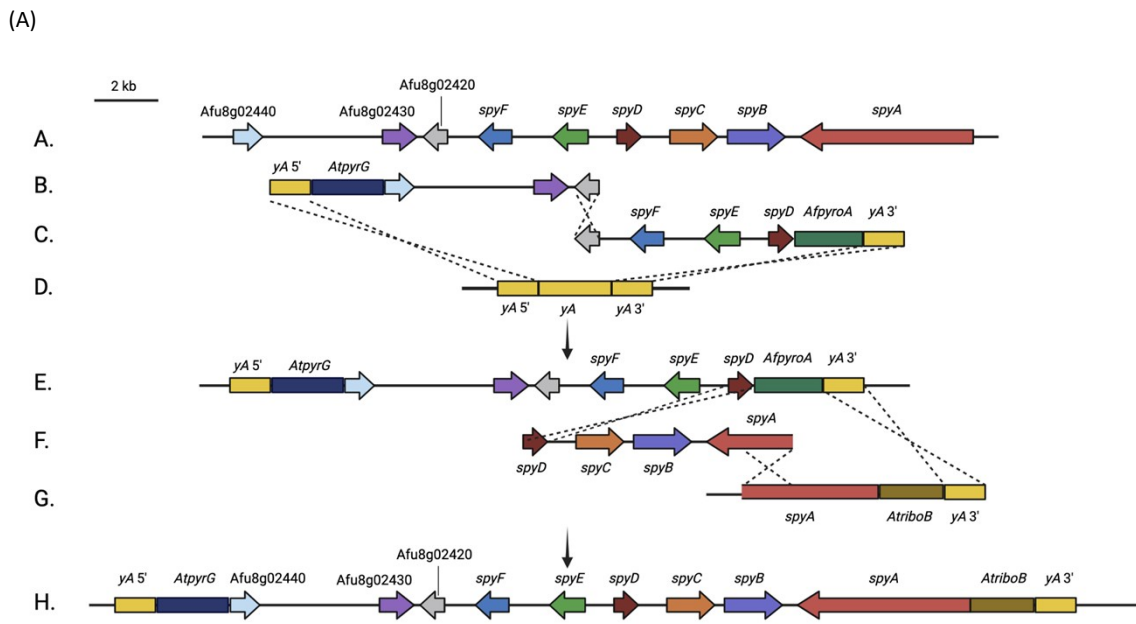 (A)
2 kb
Afu8g02420
Afu8g02440 Afu8g02430 spyF spyE spyD spyC spyB spyA
A.
yA 5' AtpyrG
B.
spyF spyE spyD AfpyroA yA 3'
C.
D.
yA 5' yA yA 3'
yA 5' AtpyrG spyF spyE spyD AfpyroA yA 3'
E.
spyA
F.
spyD spyC spyB
G.
spyA AtriboB yA 3'
Afu8g02420
yA 5' AtpyrG Afu8g02440 Afu8g02430 spyF spyE spyD spyC spyB spyA AtriboB yA 3'
H.